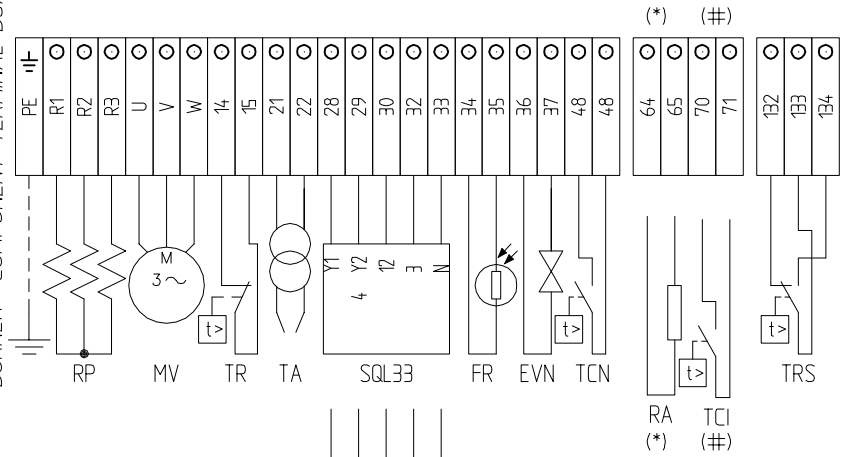 (*) (#)
PE R1 R2 R3 U V W 14 15 21 22 28 29 30 32 33 34 35 36 37 48 48 64 65 70 71 132 133 134
M
3~
Y1 Y2 12 3 N
4
t> t> t> t>
RP MV TR TA SQL33 FR EVN TCN TRS
RA TCI
(*) (#)